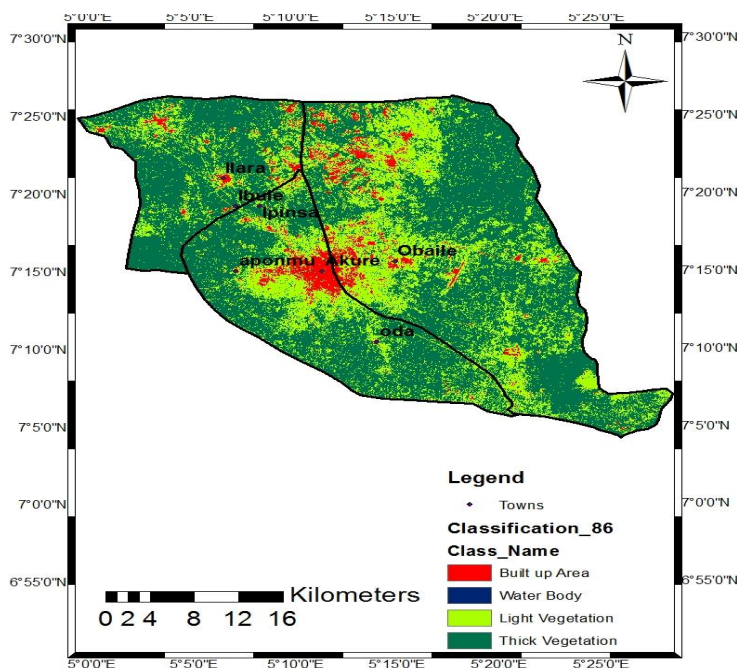 5°0'0"E 5°5'0"E 5°10'0"E 5°15'0"E 5°20'0"E 5°25'0"E
7°30'0"N 7°30'0"N
N
7°25'0"N 7°25'0"N
Ilara
7°20'0"N 7°20'0"N
Ibule
Ipinsa
Obaile
aponmu Akure
7°15'0"N 7°15'0"N
oda
7°10'0"N 7°10'0"N
7°5'0"N 7°5'0"N
Legend
7°0'0"N 7°0'0"N
Towns
Classification_86
Class_Name
Built up Area
6°55'0"N 6°55'0"N
Water Body
Kilometers
Light Vegetation
0 2 4 8 12 16
Thick Vegetation
5°0'0"E 5°5'0"E 5°10'0"E 5°15'0"E 5°20'0"E 5°25'0"E